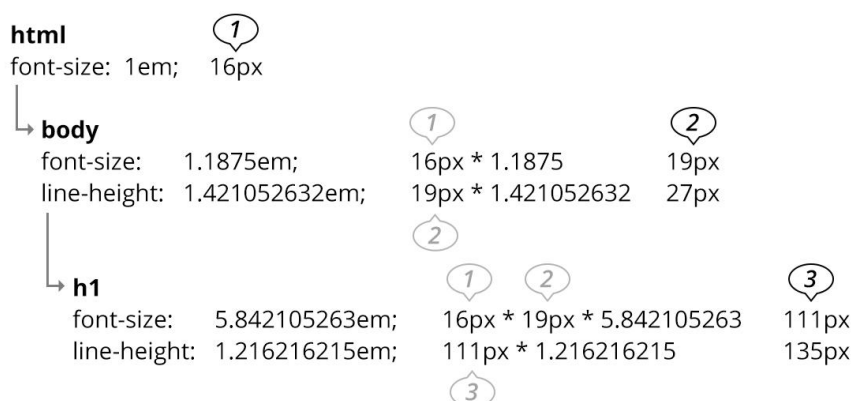 html 1
font-size: 1em; 16px
body 1 2
font-size: 1.1875em; 16px * 1.1875 19px
line-height: 1.421052632em; 19px * 1.421052632 27px
2
h1 1 2 3
font-size: 5.842105263em; 16px * 19px * 5.842105263 111px
line-height: 1.216216215em; 111px * 1.216216215 135px
3